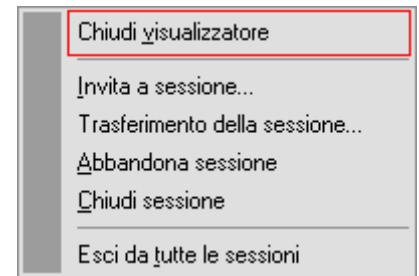 Chiudi visualizzatore
Invita a sessione...
Trasferimento della sessione...
Abbandona sessione
Chiudi sessione
Esci da tutte le sessioni